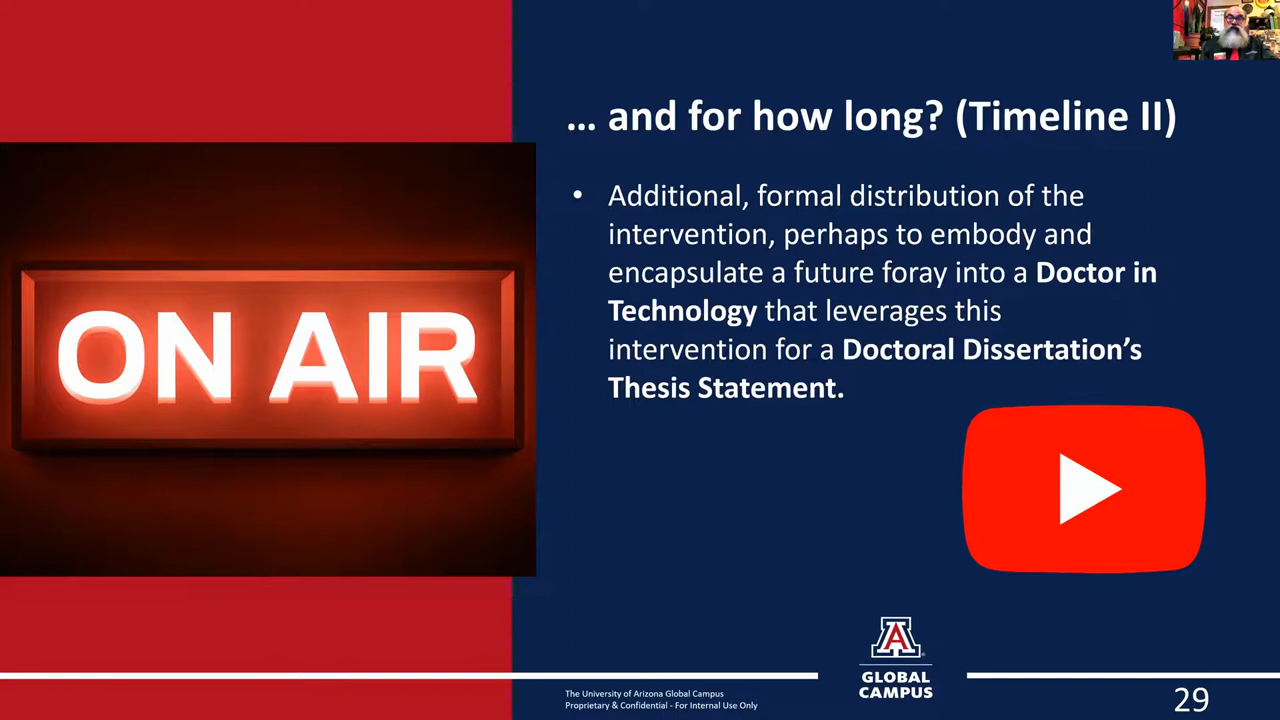 … and for how long? (Timeline II)
ON AIR
• Additional, formal distribution of the
intervention, perhaps to embody and
encapsulate a future foray into a Doctor in
Technology that leverages this
intervention for a Doctoral Dissertation’s
Thesis Statement.
A
GLOBAL
CAMPUS
The University of Arizona Global Campus
Proprietary & Confidential - For Internal Use Only
29